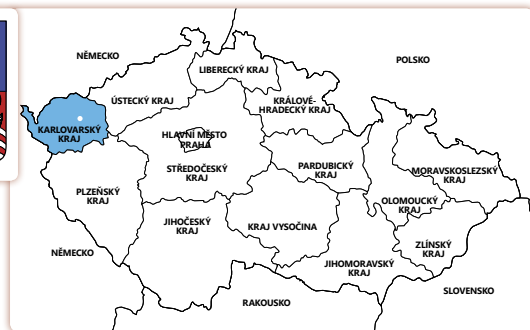 NĚMECKO
POLSKO
LIBERECKÝ KRAJ
ÚSTECKÝ KRAJ
KRÁLOVÉ-
HRADECKÝ KRAJ
KARLOVARSKÝ
KRAJ
HLAVNÍ MĚSTO
PRAHA
STŘEDOČESKÝ
KRAJ
PARDUBICKÝ
KRAJ
MORAVSKOSLEZSKÝ
KRAJ
PLZEŇSKÝ
KRAJ
OLOMOUCKÝ
KRAJ
JIHOČESKÝ
KRAJ
KRAJ VYSOČINA
ZLÍNSKÝ
KRAJ
NĚMECKO
JIHOMORAVSKÝ
KRAJ
SLOVENSKO
RAKOUSKO